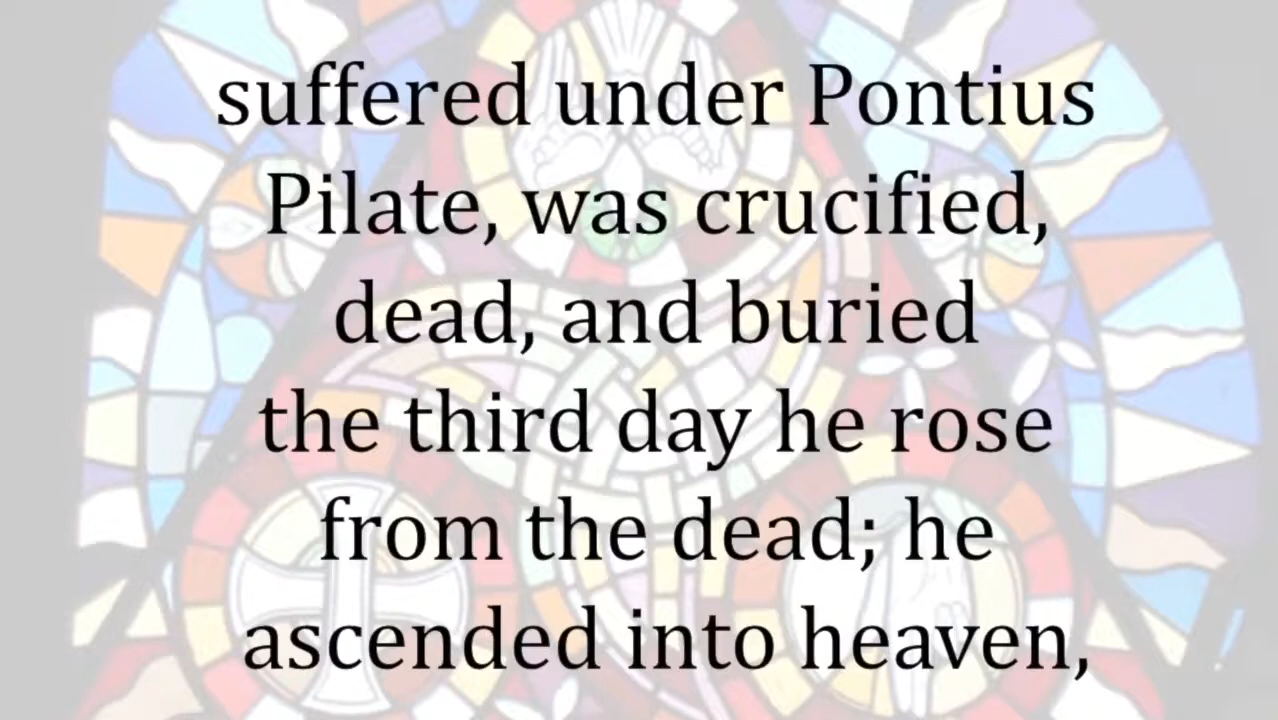 suffered under Pontius
Pilate, was crucified,
dead, and buried
the third day he rose
from the dead; he
ascended into heaven,